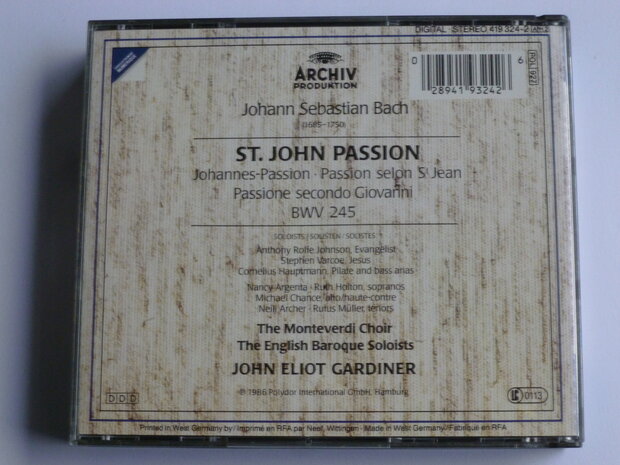 DIGITAL · STEREO 419 324-2 AH 2
ARCHIV
PRODUKTION
0 28941 93242 6
POL 927
Johann Sebastian Bach
(1685–1750)
ST. JOHN PASSION
Johannes-Passion · Passion selon St Jean
Passione secondo Giovanni
BWV 245
SOLOISTS / SOLISTEN / SOLISTES
Anthony Rolfe Johnson, Evangelist
Stephen Varcoe, Jesus
Cornelius Hauptmann, Pilate and bass arias
Nancy Argenta · Ruth Holton, sopranos
Michael Chance, alto/haute-contre
Neill Archer · Rufus Müller, tenors
The Monteverdi Choir
The English Baroque Soloists
JOHN ELIOT GARDINER
℗ 1986 Polydor International GmbH, Hamburg
DDD
LC 0113
Printed in West Germany by / Imprimé en RFA par Neef, Wittingen · Made in West Germany / Fabriqué en RFA